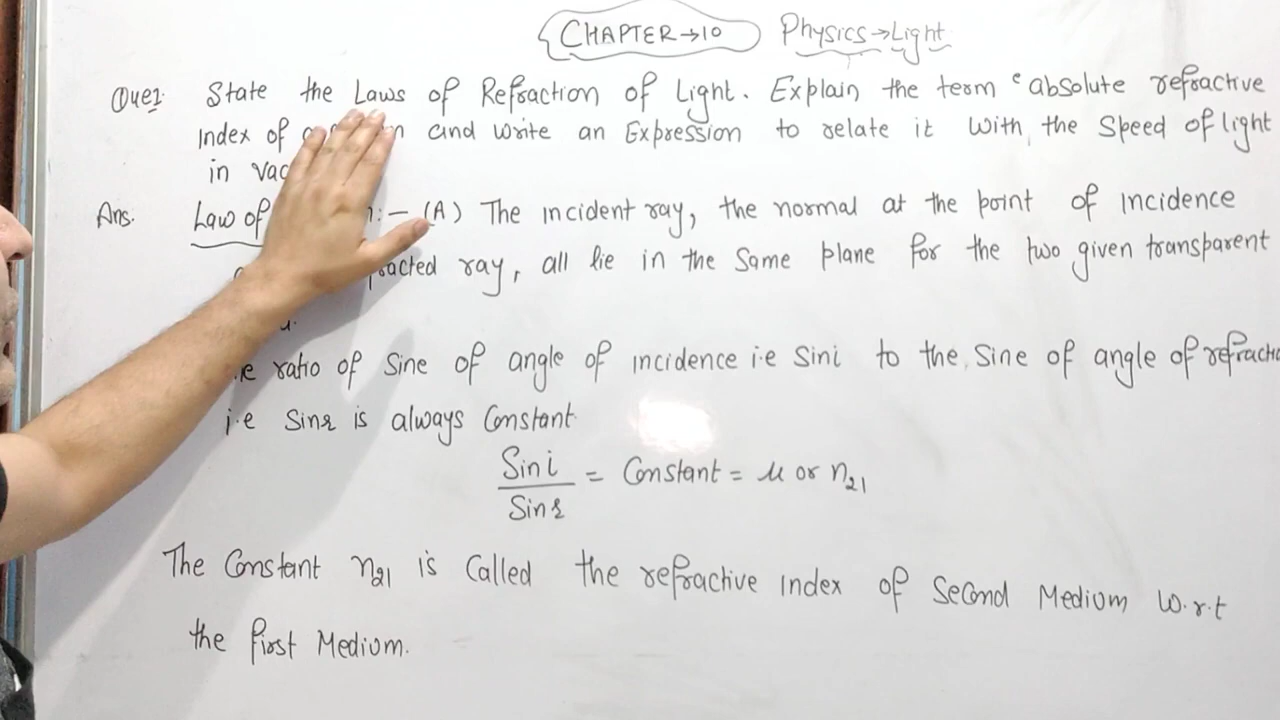 CHAPTER→10 Physics→Light
Que1: State the Laws of Refraction of Light. Explain the term 'absolute refractive
Index of and write an Expression to relate it with the Speed of light
in
Ans. Law of :— (A) The incident ray, the normal at the point of incidence
ray, all lie in the Same plane for the two given transparent
ratio of Sine of angle of incidence i.e Sini to the Sine of angle of
i.e Sinr is always Constant
Sin i / Sin r = Constant = μ or n21
The Constant n21 is Called the refractive Index of Second Medium w.r.t
the first Medium.